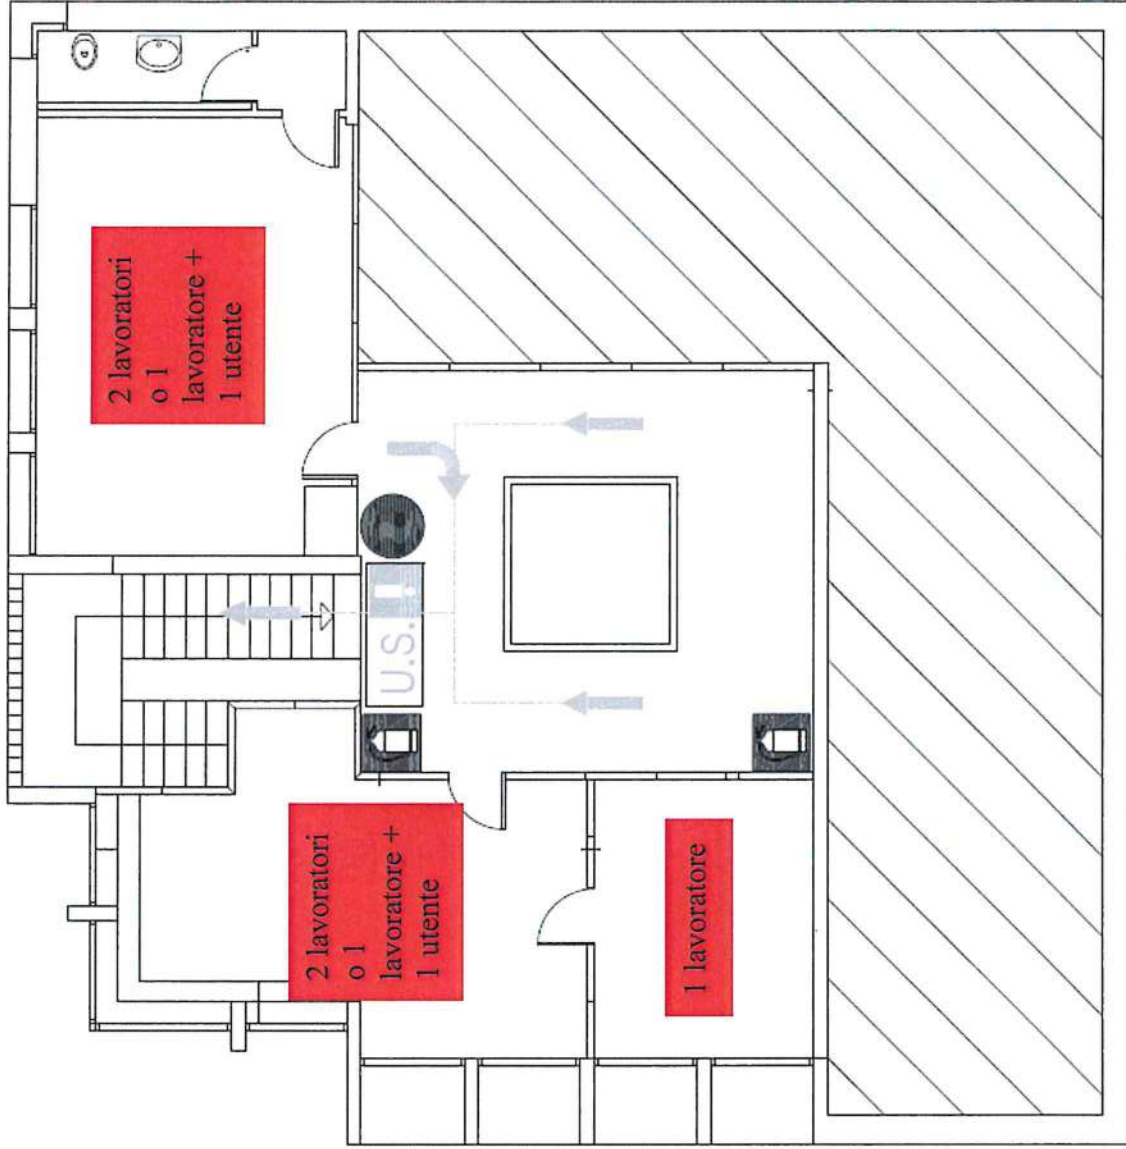 2 lavoratori
o 1
lavoratore +
1 utente
U.S.
2 lavoratori
o 1
lavoratore +
1 utente
1 lavoratore